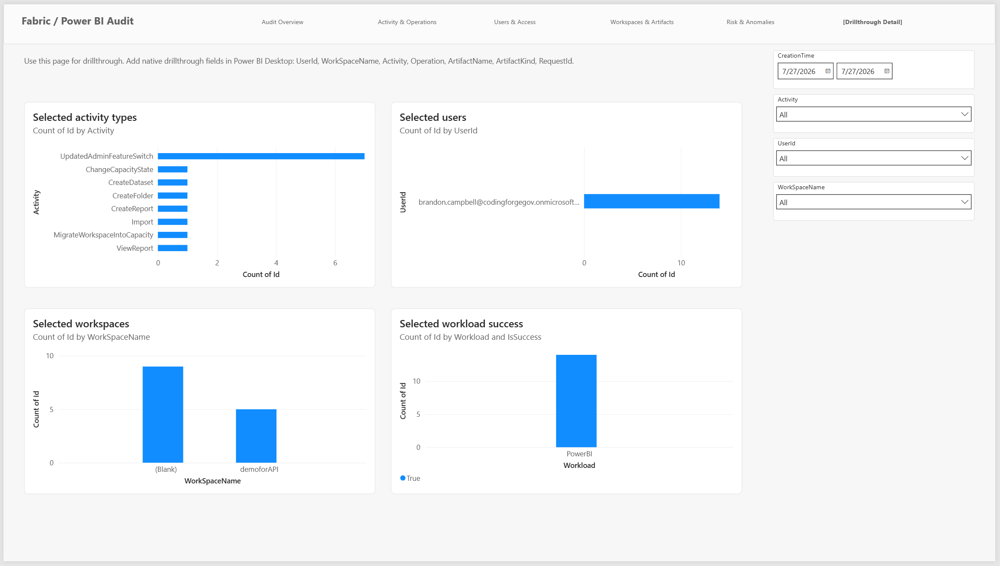 Fabric / Power BI Audit
Audit Overview
Activity & Operations
Users & Access
Workspaces & Artifacts
Risk & Anomalies
[Drillthrough Detail]
Use this page for drillthrough. Add native drillthrough fields in Power BI Desktop: UserId, WorkSpaceName, Activity, Operation, ArtifactName, ArtifactKind, RequestId.
CreationTime
7/27/2026
7/27/2026
Activity
All
UserId
All
WorkSpaceName
All
Selected activity types
Count of Id by Activity
Activity
UpdatedAdminFeatureSwitch
ChangeCapacityState
CreateDataset
CreateFolder
CreateReport
Import
MigrateWorkspaceIntoCapacity
ViewReport
0 2 4 6
Count of Id
Selected users
Count of Id by UserId
UserId
brandon.campbell@codingforgegov.onmicrosoft...
0 10
Count of Id
Selected workspaces
Count of Id by WorkSpaceName
Count of Id
10
5
0
(Blank) demoforAPI
WorkSpaceName
Selected workload success
Count of Id by Workload and IsSuccess
Count of Id
10
5
0
PowerBI
Workload
True